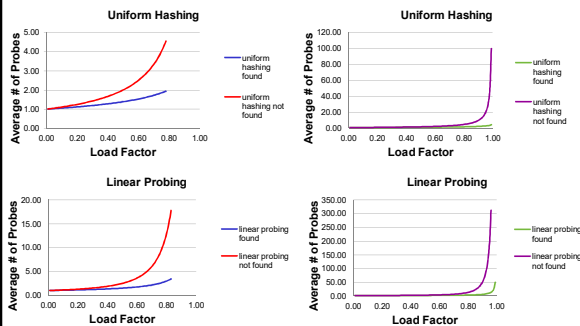 Uniform Hashing
Average # of Probes
5.00
4.00
3.00
2.00
1.00
0.00
0.00 0.20 0.40 0.60 0.80 1.00
Load Factor
uniform
hashing
found
uniform
hashing not
found
Uniform Hashing
Average # of Probes
120.00
100.00
80.00
60.00
40.00
20.00
0.00
0.00 0.20 0.40 0.60 0.80 1.00
Load Factor
uniform
hashing
found
uniform
hashing
not found
Linear Probing
Average # of Probes
20.00
15.00
10.00
5.00
0.00
0.00 0.20 0.40 0.60 0.80 1.00
Load Factor
linear probing
found
linear probing
not found
Linear Probing
Average # of Probes
350.00
300.00
250.00
200.00
150.00
100.00
50.00
0.00
0.00 0.20 0.40 0.60 0.80 1.00
Load Factor
linear probing
found
linear probing
not found